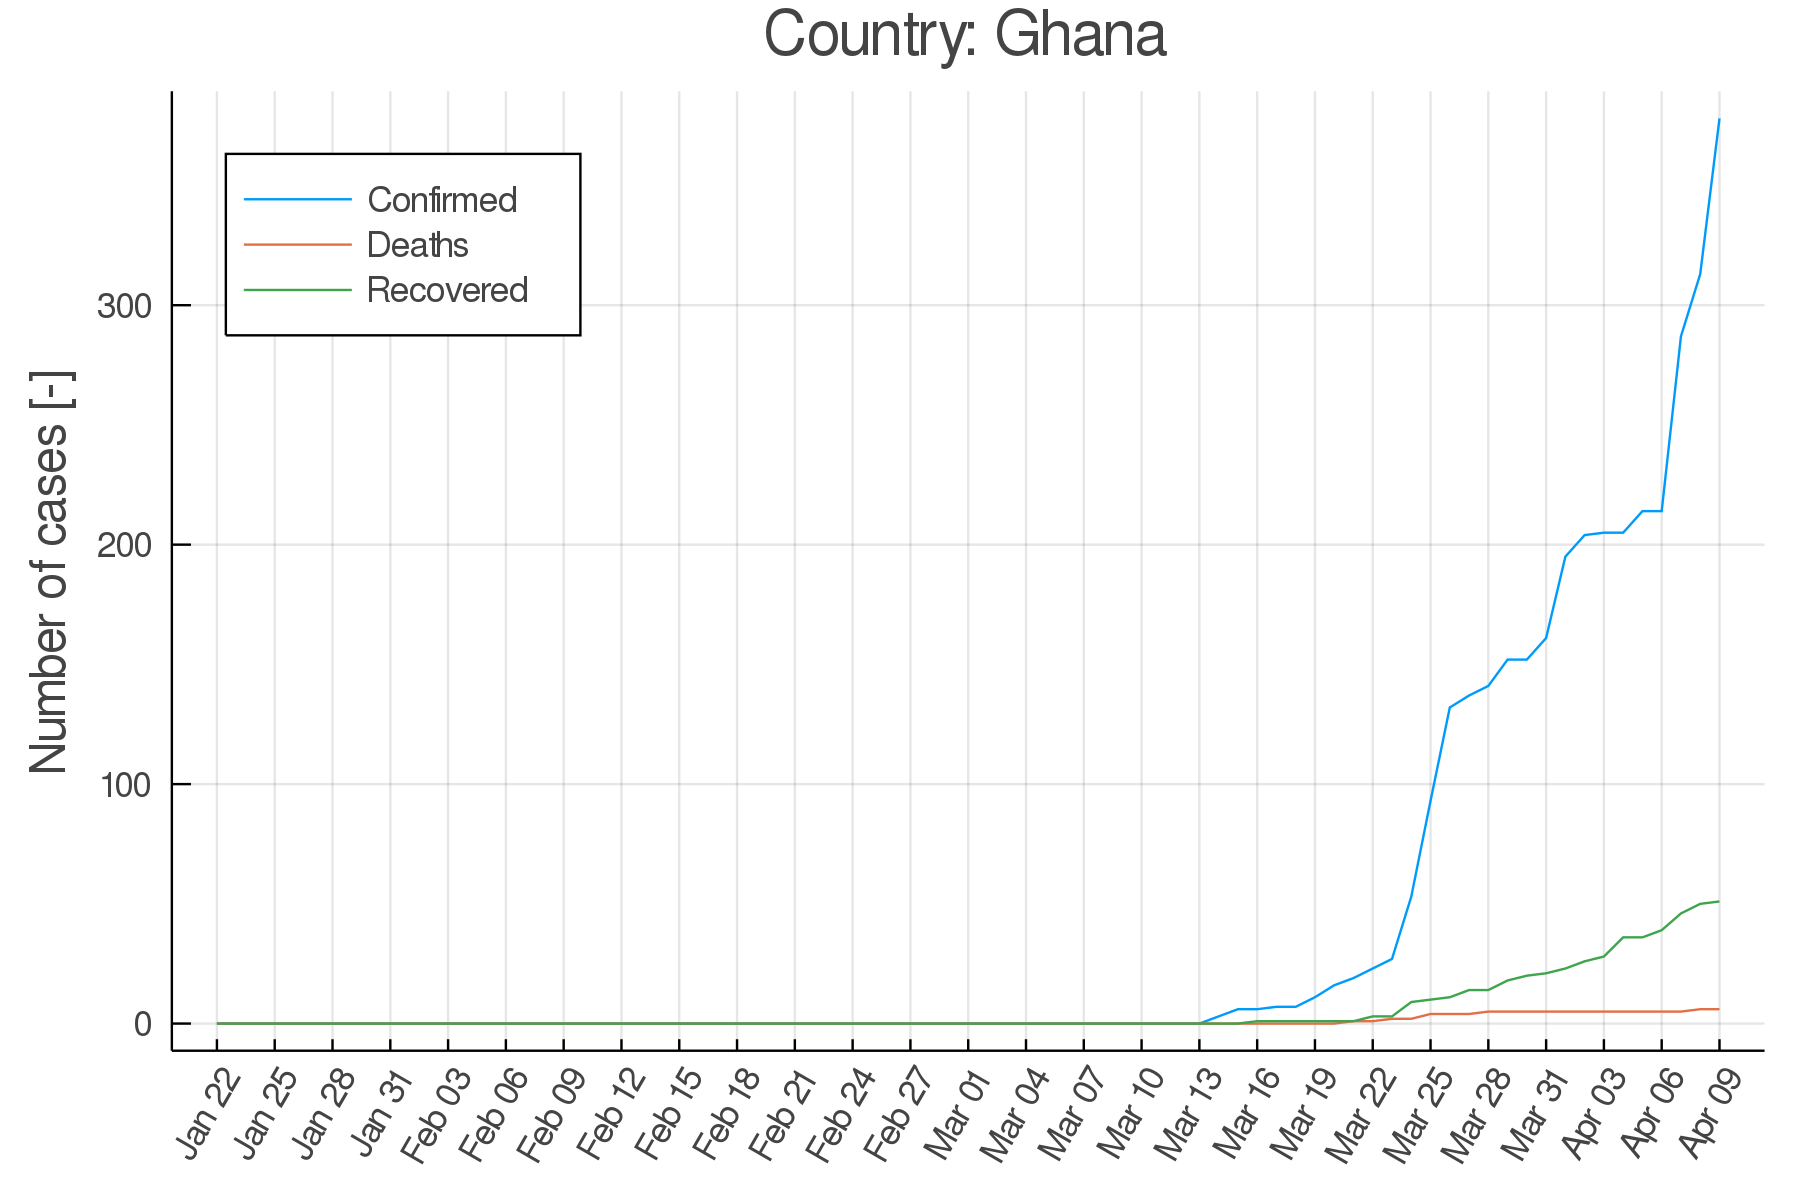 Country: Ghana
Confirmed
Deaths
Recovered
Number of cases [-]
300
200
100
0
Jan 22
Jan 25
Jan 28
Jan 31
Feb 03
Feb 06
Feb 09
Feb 12
Feb 15
Feb 18
Feb 21
Feb 24
Feb 27
Mar 01
Mar 04
Mar 07
Mar 10
Mar 13
Mar 16
Mar 19
Mar 22
Mar 25
Mar 28
Mar 31
Apr 03
Apr 06
Apr 09